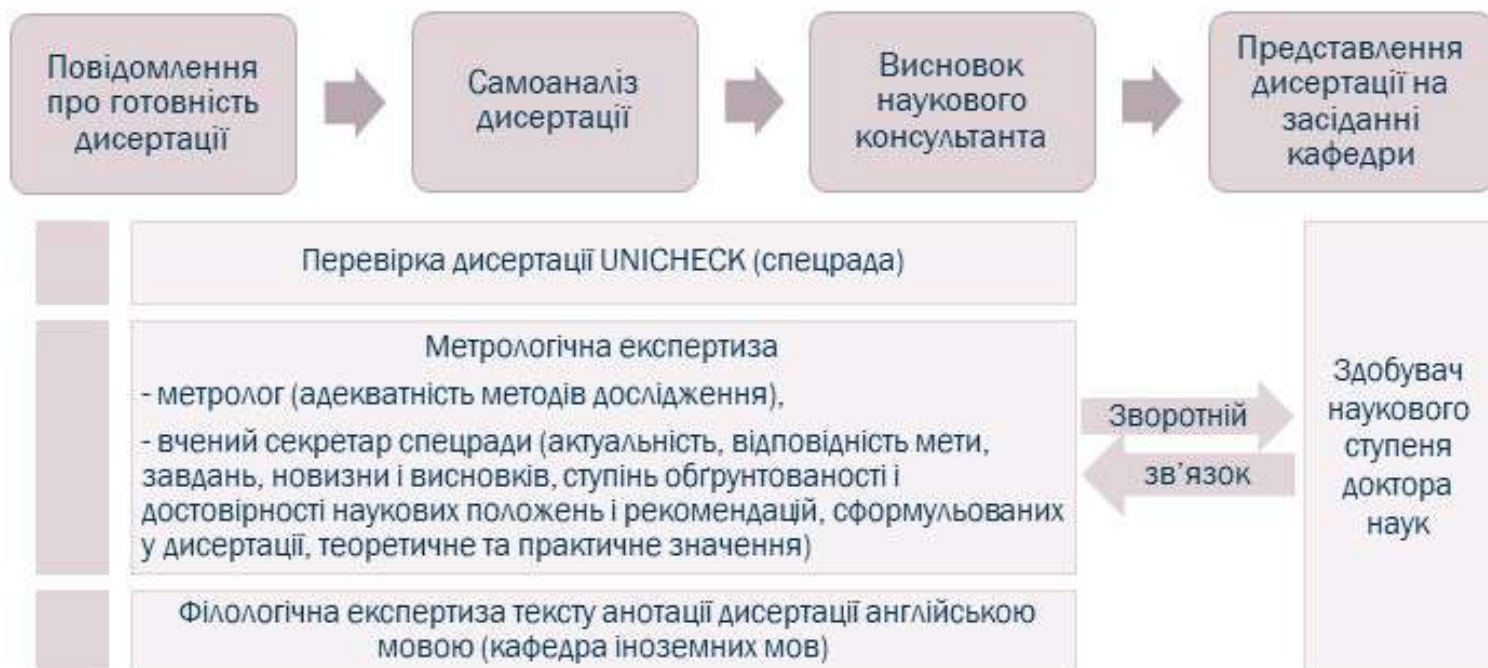 Повідомлення
про готовність
дисертації
Самоаналіз
дисертації
Висновок
наукового
консультанта
Представлення
дисертації на
засіданні
кафедри
Перевірка дисертації UNICHECK (спецрада)
Метрологічна експертиза
- метролог (адекватність методів дослідження),
- вчений секретар спецради (актуальність, відповідність мети,
завдань, новизни і висновків, ступінь обґрунтованості і
достовірності наукових положень і рекомендацій, сформульованих
у дисертації, теоретичне та практичне значення)
Філологічна експертиза тексту анотації дисертації англійською
мовою (кафедра іноземних мов)
Зворотній
зв’язок
Здобувач
наукового
ступеня
доктора
наук